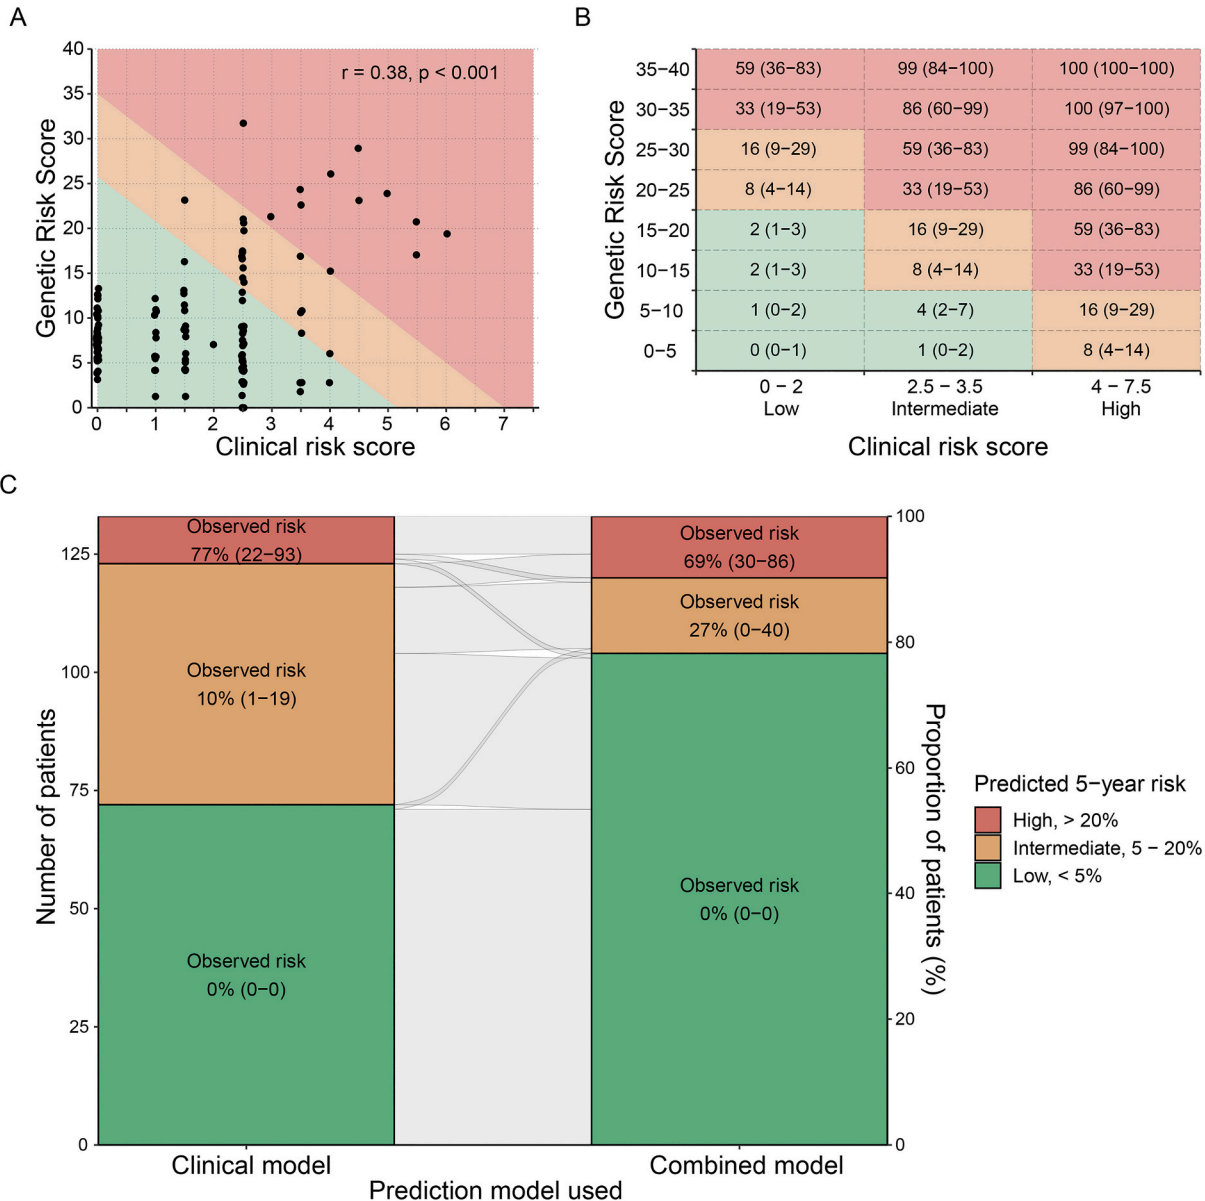 A
r = 0.38, p < 0.001
40
35
30
25
20
15
10
5
0
Genetic Risk Score
0 1 2 3 4 5 6 7
Clinical risk score
B
35−40 59 (36−83) 99 (84−100) 100 (100−100)
30−35 33 (19−53) 86 (60−99) 100 (97−100)
25−30 16 (9−29) 59 (36−83) 99 (84−100)
20−25 8 (4−14) 33 (19−53) 86 (60−99)
15−20 2 (1−3) 16 (9−29) 59 (36−83)
10−15 2 (1−3) 8 (4−14) 33 (19−53)
5−10 1 (0−2) 4 (2−7) 16 (9−29)
0−5 0 (0−1) 1 (0−2) 8 (4−14)
Genetic Risk Score
0 − 2 2.5 − 3.5 4 − 7.5
Low Intermediate High
Clinical risk score
C
Number of patients
125
100
75
50
25
0
Observed risk
77% (22−93)
Observed risk
10% (1−19)
Observed risk
0% (0−0)
Observed risk
69% (30−86)
Observed risk
27% (0−40)
Observed risk
0% (0−0)
100
80
60
40
20
0
Proportion of patients (%)
Clinical model Combined model
Prediction model used
Predicted 5−year risk
High, > 20%
Intermediate, 5 − 20%
Low, < 5%